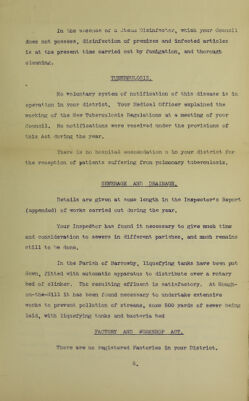 In the absence of a Steam Disinfector, which your Council
does not possess, disinfection of premises and infected articles
is at the present time carried out by fumigation, and thorough
cleaning.
TUBERCULOSIS.
No voluntary system of notification of this disease is in
operation in your district. Your Medical Officer explained the
working of the New Tuberculosis Regulations at a meeting of your
Council. No notifications were received under the provisions of
this Act during the year.
There is no hospital accommodation in your district for
the reception of patients suffering from pulmonary tuberculosis.
SEWERAGE AND DRAINAGE.
Details are given at some length in the Inspector's Report
(appended) of works carried out during the year.
Your Inspector has found it necessary to give much time
and consideration to sewers in different parishes, and much remains
still to be done.
In the Parish of Barrowby, liquefying tanks have been put
down, fitted with automatic apparatus to distribute over a rotary
bed of clinker. The resulting effluent is satisfactory. At Hough-
on-the-Hill it has been found necessary to undertake extensive
works to prevent pollution of streams, some 500 yards of sewer being
laid, with liquefying tanks and bacteria bed
FACTORY AND WORKSHOP ACT.
There are no registered Factories in your District.
6.